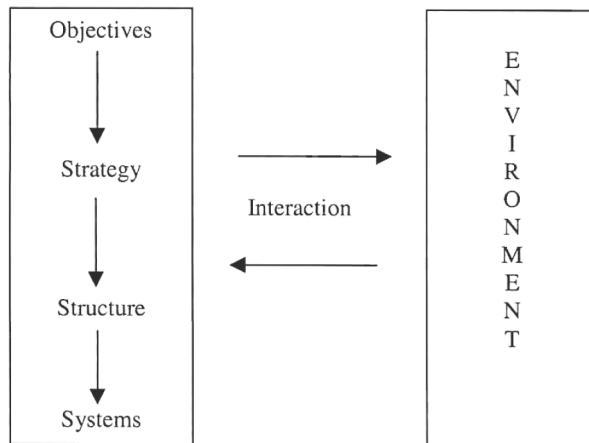 Objectives
Strategy
Structure
Systems
Interaction
E
N
V
I
R
O
N
M
E
N
T